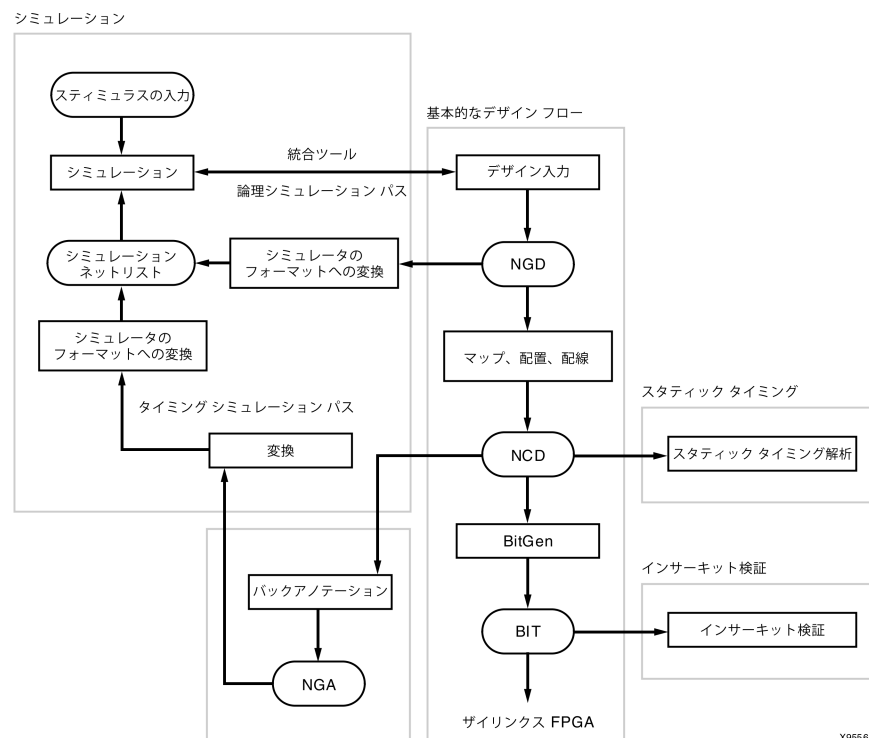 シミュレーション
スティミュラスの入力
基本的なデザイン フロー
統合ツール
シミュレーション
デザイン入力
論理シミュレーション パス
シミュレーション
ネットリスト
シミュレータの
フォーマットへの変換
NGD
シミュレータの
フォーマットへの変換
マップ、配置、配線
スタティック タイミング
タイミング シミュレーション パス
変換
NCD
スタティック タイミング解析
BitGen
インサーキット検証
バックアノテーション
BIT
インサーキット検証
NGA
ザイリンクス FPGA
X9556